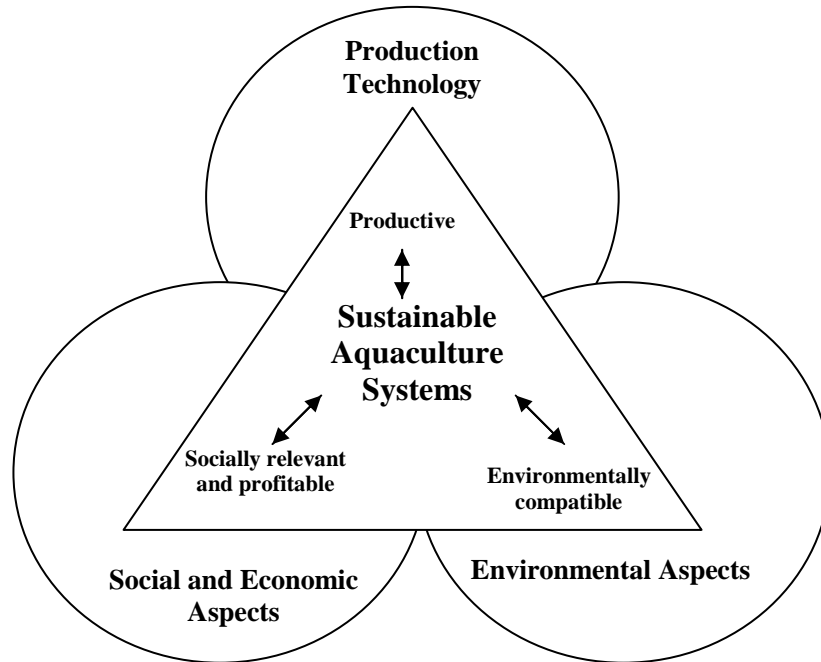 Production
Technology
Productive
Sustainable
Aquaculture
Systems
Socially relevant
and profitable
Environmentally
compatible
Social and Economic
Aspects
Environmental Aspects